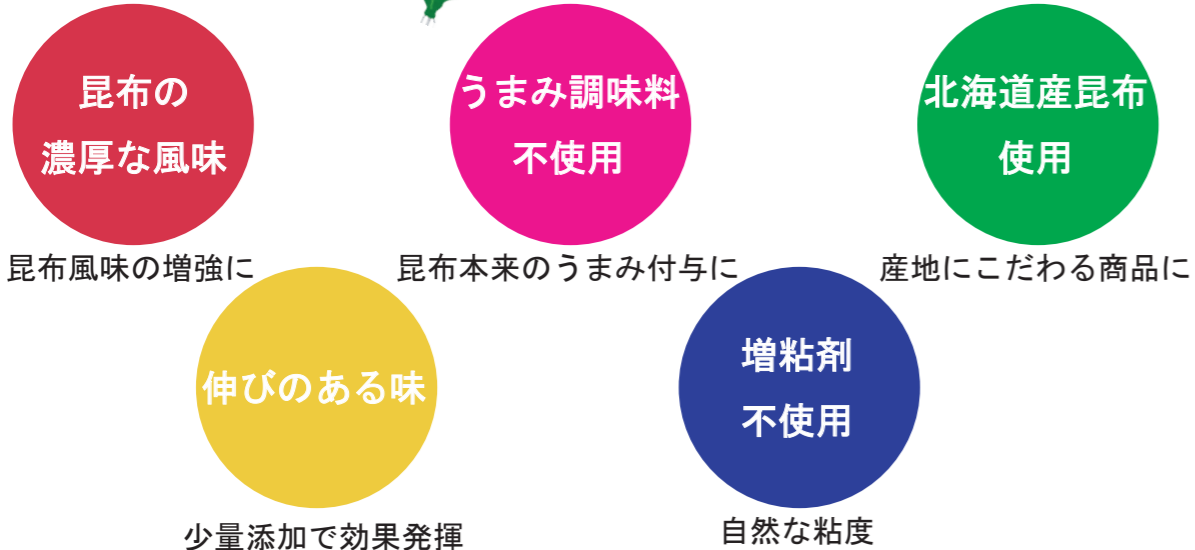 昆布の
濃厚な風味
昆布風味の増強に
うまみ調味料
不使用
昆布本来のうまみ付与に
北海道産昆布
使用
産地にこだわる商品に
伸びのある味
少量添加で効果発揮
増粘剤
不使用
自然な粘度